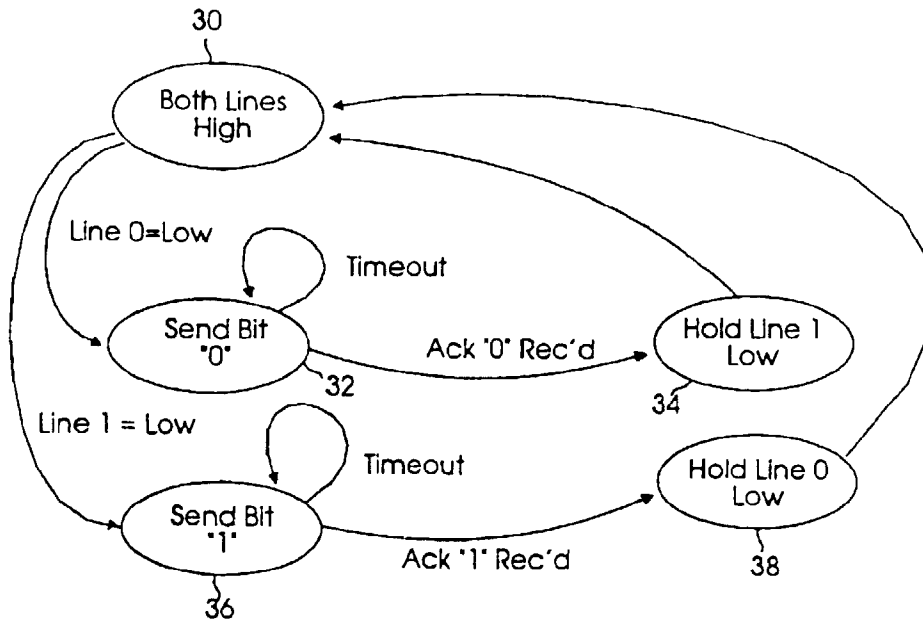 30
Both Lines
High
Line 0=Low
Timeout
Send Bit
"0"
Hold Line 1
Low
Ack "0" Rec'd
32
34
Line 1 = Low
Timeout
Hold Line 0
Low
Send Bit
"1"
Ack "1" Rec'd
38
36